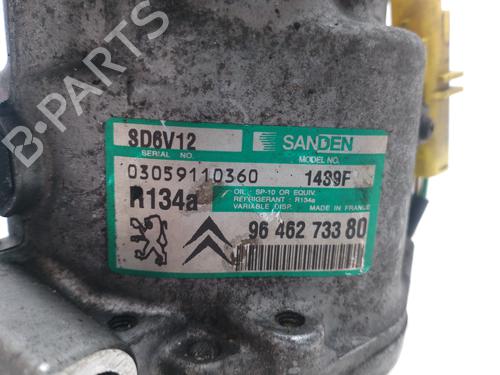 SD6V12
SANDEN
SERIAL NO.
MODEL NO.
03059110360
1439F
R134a
OIL : SP-10 OR EQUIV.
REFRIGERANT : R134a
VARIABLE DISP. MADE IN FRANCE
96 462 733 80
B-PARTS